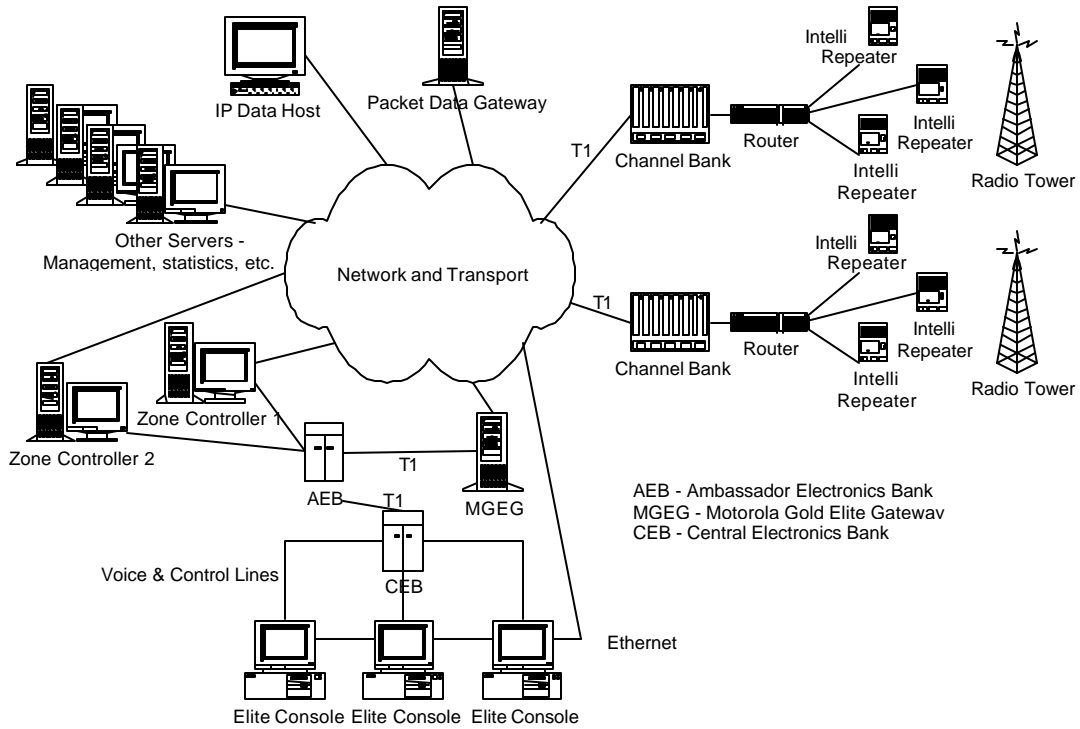 IP Data Host
Packet Data Gateway
Intelli
Repeater
Intelli
Repeater
Intelli
Repeater
T1
Channel Bank
Router
Radio Tower
Other Servers -
Management, statistics, etc.
Network and Transport
Intelli
Repeater
Intelli
Repeater
Intelli
Repeater
T1
Channel Bank
Router
Radio Tower
Zone Controller 1
Zone Controller 2
AEB
T1
MGEG
T1
CEB
AEB - Ambassador Electronics Bank
MGEG - Motorola Gold Elite Gateway
CEB - Central Electronics Bank
Voice & Control Lines
Ethernet
Elite Console
Elite Console
Elite Console